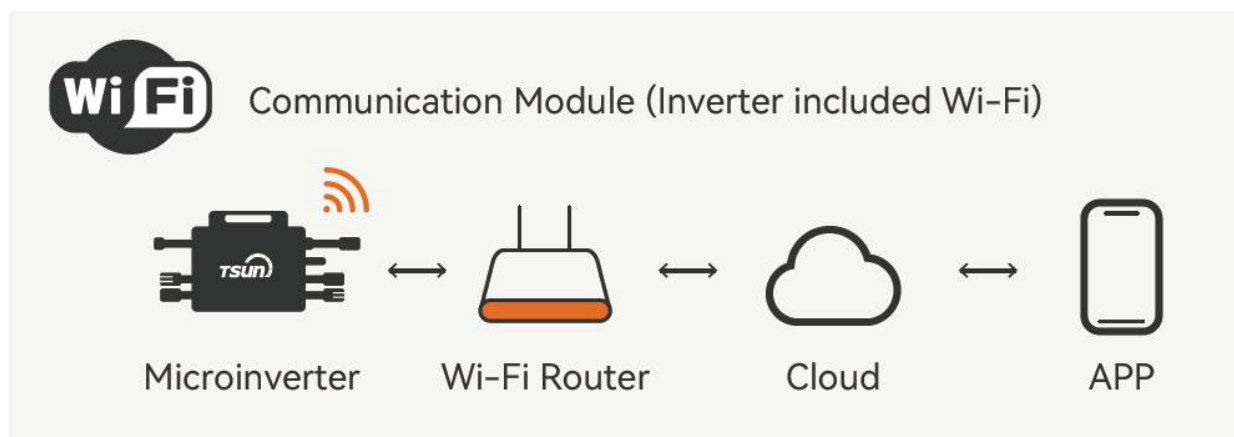 Wi Fi
Communication Module (Inverter included Wi-Fi)
TSUN
Microinverter
Wi-Fi Router
Cloud
APP